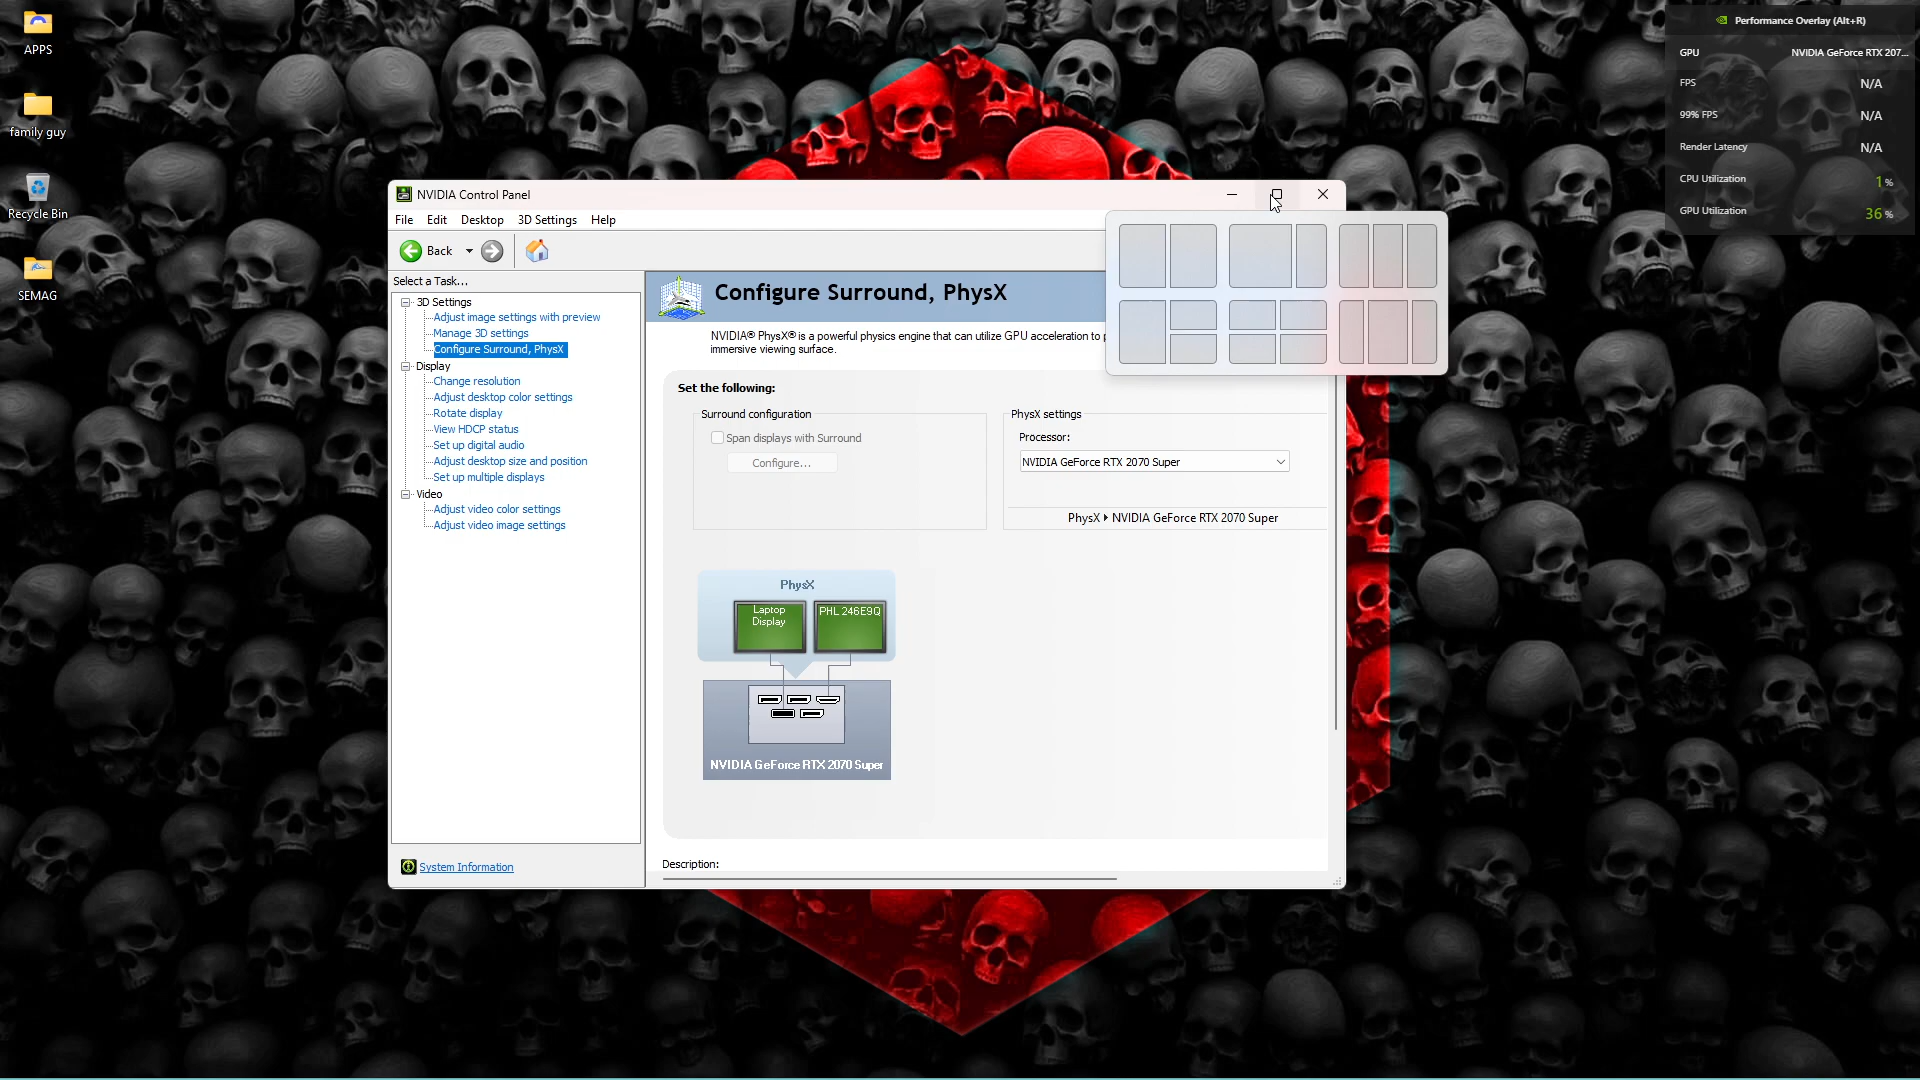 APPS
family guy
Recycle Bin
SEMAG
Performance Overlay (Alt+R)
GPU NVIDIA GeForce RTX 207...
FPS N/A
99% FPS N/A
Render Latency N/A
CPU Utilization 1 %
GPU Utilization 36 %
NVIDIA Control Panel
File Edit Desktop 3D Settings Help
Back
Select a Task...
3D Settings
Adjust image settings with preview
Manage 3D settings
Configure Surround, PhysX
Display
Change resolution
Adjust desktop color settings
Rotate display
View HDCP status
Set up digital audio
Adjust desktop size and position
Set up multiple displays
Video
Adjust video color settings
Adjust video image settings
System Information
Configure Surround, PhysX
NVIDIA® PhysX® is a powerful physics engine that can utilize GPU acceleration to p
immersive viewing surface.
Set the following:
Surround configuration
Span displays with Surround
Configure...
PhysX settings
Processor:
NVIDIA GeForce RTX 2070 Super
PhysX NVIDIA GeForce RTX 2070 Super
PhysX
Laptop
Display
PHL 246E9Q
NVIDIA GeForce RTX 2070 Super
Description: